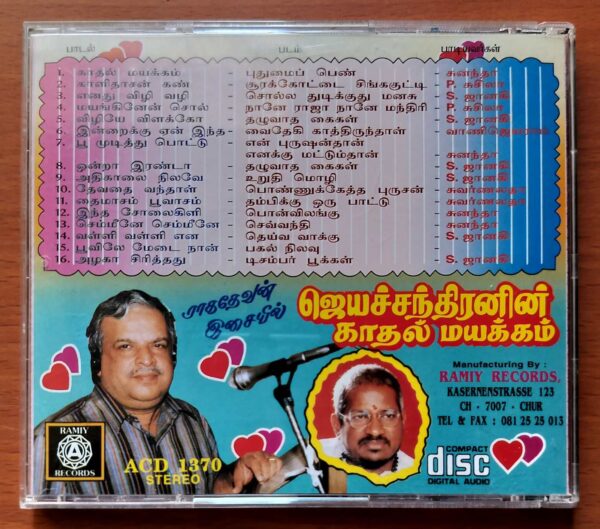 பாடல் படம் பாடியவர்கள்
1. காதல் மயக்கம் - புதுமைப் பெண் - சுனந்தா
2. காளிதாசன் கண் - சூரக்கோட்டை சிங்ககுட்டி - P. சுசீலா
3. எனது விழி வழி - சொல்ல துடிக்குது மனசு - S. ஜானகி
4. மயங்கினேன் சொல் - நானே ராஜா நானே மந்திரி - P. சுசீலா
5. விழியே விளக்கோ - தழுவாத கைகள் - S. ஜானகி
6. இன்றைக்கு ஏன் இந்த - வைதேகி காத்திருந்தாள் - வாணிஜெயராம்
7. பூ முடித்து பொட்டு - என் புருஷன்தான்
எனக்கு மட்டும்தான் - சுனந்தா
8. ஒன்றா இரண்டா - தழுவாத கைகள் - S. ஜானகி
9. அதிகாலை நிலவே - உறுதி மொழி - S. ஜானகி
10. தேவதை வந்தாள் - பொண்ணுக்கேத்த புருசன் - சுவர்ணலதா
11. தைமாசம் பூவாசம் - தம்பிக்கு ஒரு பாட்டு - சுவர்ணலதா
12. இந்த சோலைகிளி - பொன்விலங்கு - சுனந்தா
13. செம்மீனே செம்மீனே - செவ்வந்தி - சுனந்தா
14. வள்ளி வள்ளி என - தெய்வ வாக்கு - S. ஜானகி
15. பூவிலே மேடை நான் - பகல் நிலவு
16. அழகா சிரித்தது - டிசம்பர் பூக்கள் - S. ஜானகி
ராகதேவன்
இசையில்
ஜெயச்சந்திரனின்
காதல் மயக்கம்
Manufacturing By :
RAMIY RECORDS,
KASERNENSTRASSE 123
CH - 7007 - CHUR
TEL & FAX : 081 25 25 013
RAMIY
A
RECORDS
ACD 1370
STEREO
COMPACT
disc
DIGITAL AUDIO